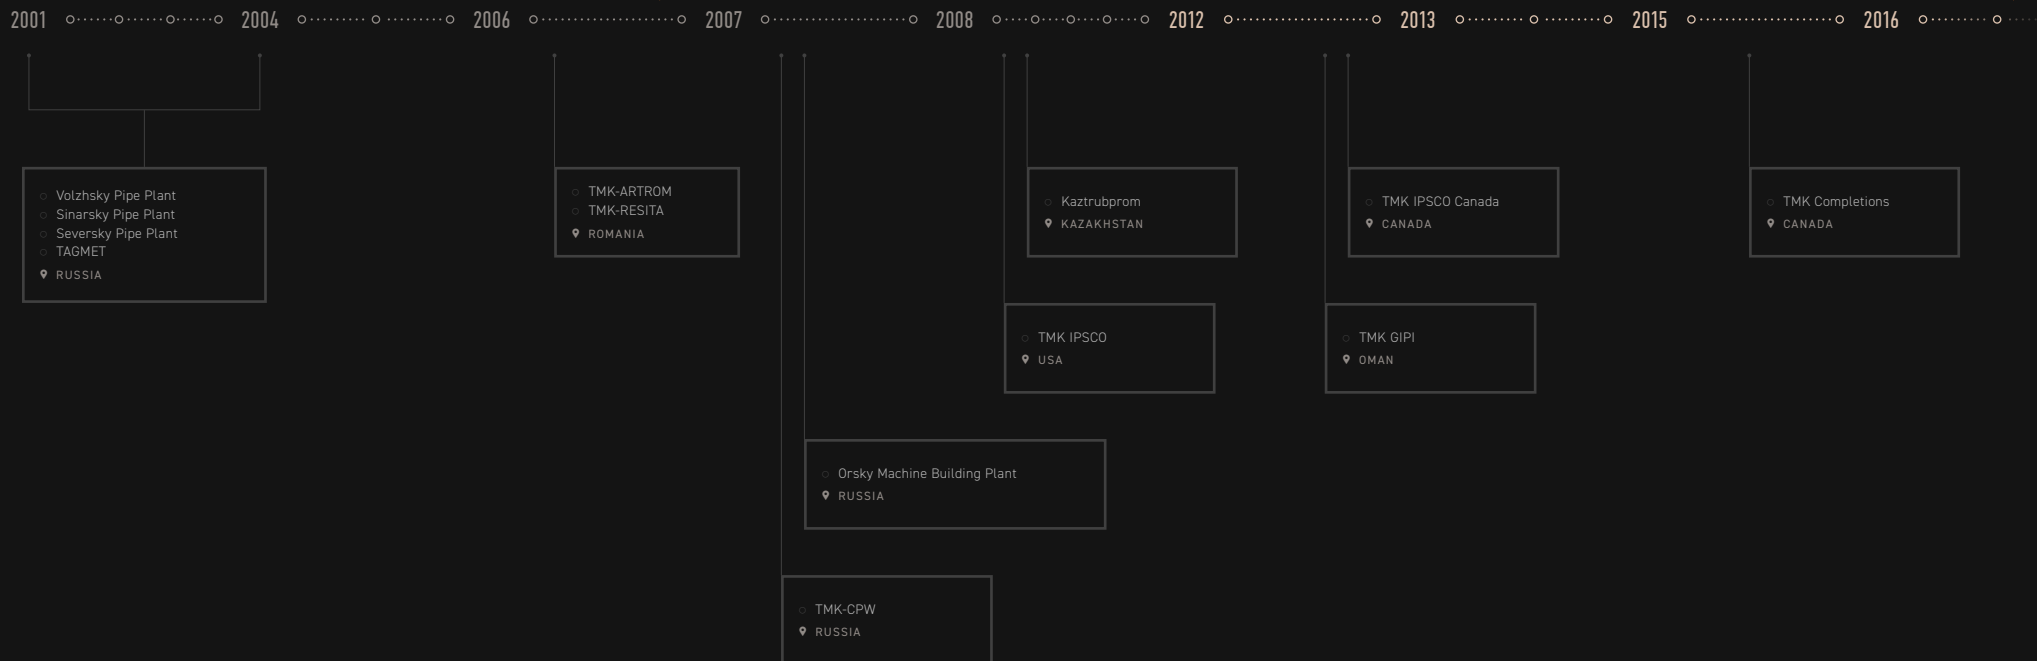 2001 2004 2006 2007 2008 2012 2013 2015 2016
Volzhsky Pipe Plant
Sinarsky Pipe Plant
Seversky Pipe Plant
TAGMET
RUSSIA
TMK-ARTROM
TMK-RESITA
ROMANIA
Kaztrubprom
KAZAKHSTAN
TMK IPSCO Canada
CANADA
TMK Completions
CANADA
TMK IPSCO
USA
TMK GIPI
OMAN
Orsky Machine Building Plant
RUSSIA
TMK-CPW
RUSSIA